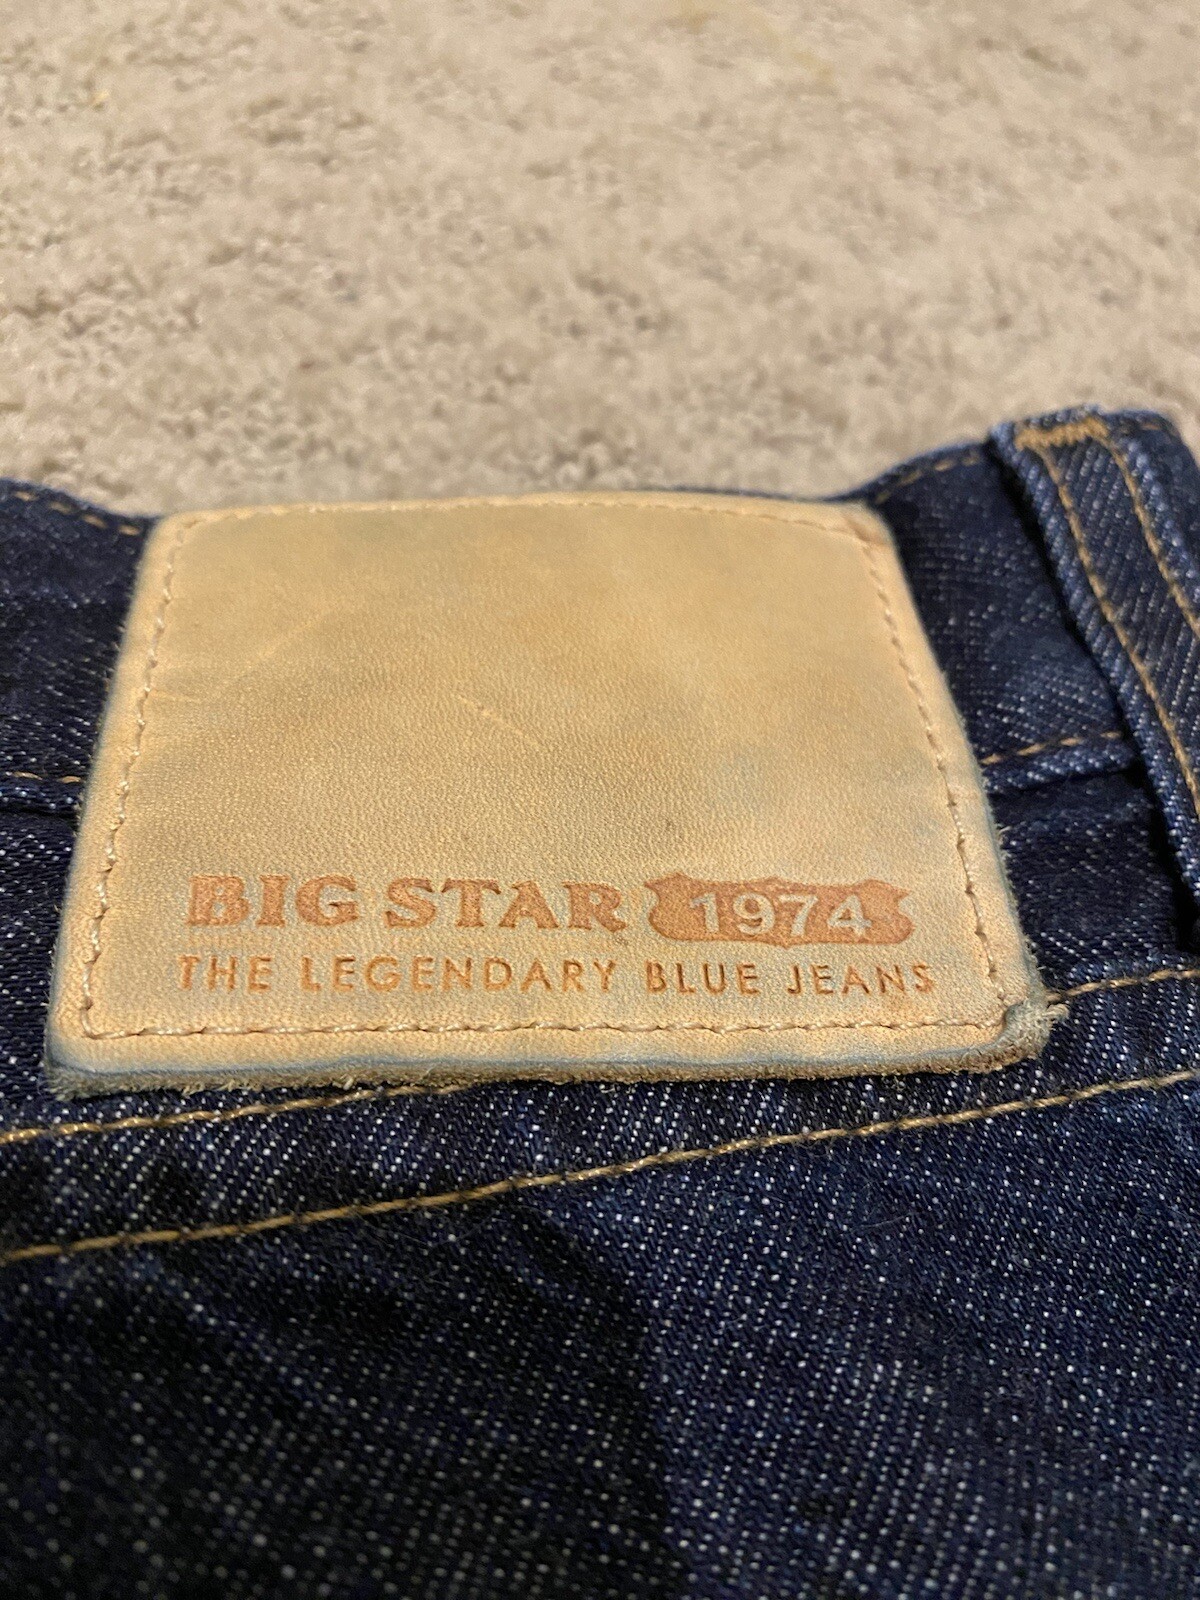 BIG STAR 1974
THE LEGENDARY BLUE JEANS